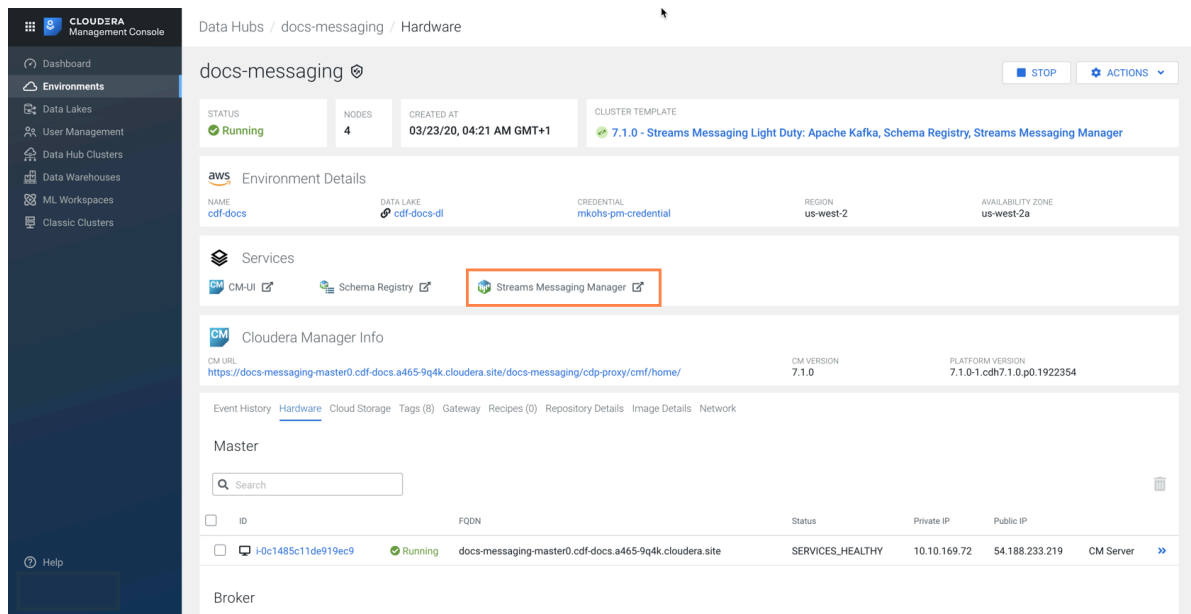 CLOUDERA
Management Console
Data Hubs / docs-messaging / Hardware
Dashboard
Environments
Data Lakes
User Management
Data Hub Clusters
Data Warehouses
ML Workspaces
Classic Clusters
Help
docs-messaging
STOP
ACTIONS
STATUS
Running
NODES
4
CREATED AT
03/23/20, 04:21 AM GMT+1
CLUSTER TEMPLATE
7.1.0 - Streams Messaging Light Duty: Apache Kafka, Schema Registry, Streams Messaging Manager
aws Environment Details
NAME DATA LAKE CREDENTIAL REGION AVAILABILITY ZONE
cdf-docs cdf-docs-dl mkohs-pm-credential us-west-2 us-west-2a
Services
CM CM-UI Schema Registry Streams Messaging Manager
CM Cloudera Manager Info
CM URL CM VERSION PLATFORM VERSION
https://docs-messaging-master0.cdf-docs.a465-9q4k.cloudera.site/docs-messaging/cdp-proxy/cmf/home/ 7.1.0 7.1.0-1.cdh7.1.0.p0.1922354
Event History Hardware Cloud Storage Tags (8) Gateway Recipes (0) Repository Details Image Details Network
Master
Search
ID FQDN Status Private IP Public IP
i-0c1485c11de919ec9 Running docs-messaging-master0.cdf-docs.a465-9q4k.cloudera.site SERVICES_HEALTHY 10.10.169.72 54.188.233.219 CM Server »
Broker